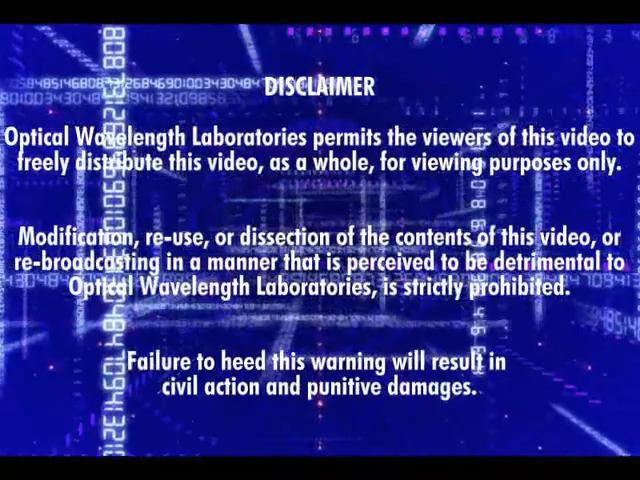 DISCLAIMER
Optical Wavelength Laboratories permits the viewers of this video to
freely distribute this video, as a whole, for viewing purposes only.
Modification, re-use, or dissection of the contents of this video, or
re-broadcasting in a manner that is perceived to be detrimental to
Optical Wavelength Laboratories, is strictly prohibited.
Failure to heed this warning will result in
civil action and punitive damages.